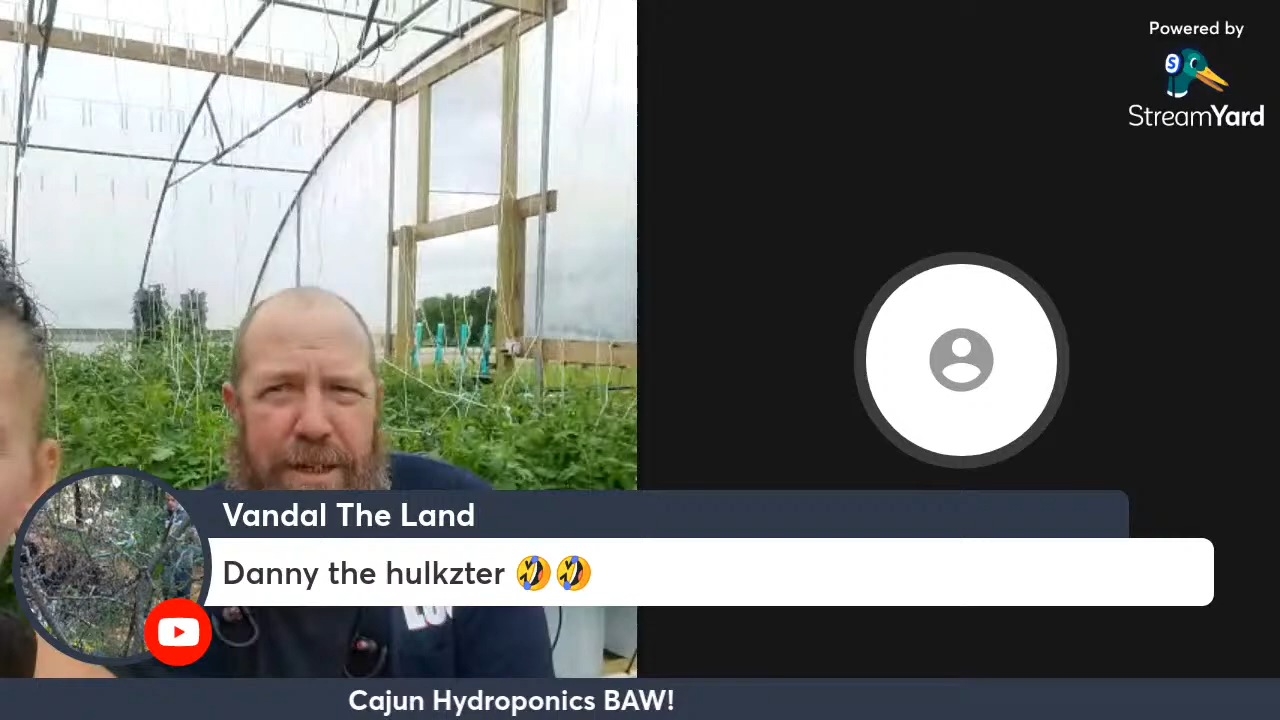 Powered by
StreamYard
Vandal The Land
Danny the hulkzter 🤣🤣
Cajun Hydroponics BAW!